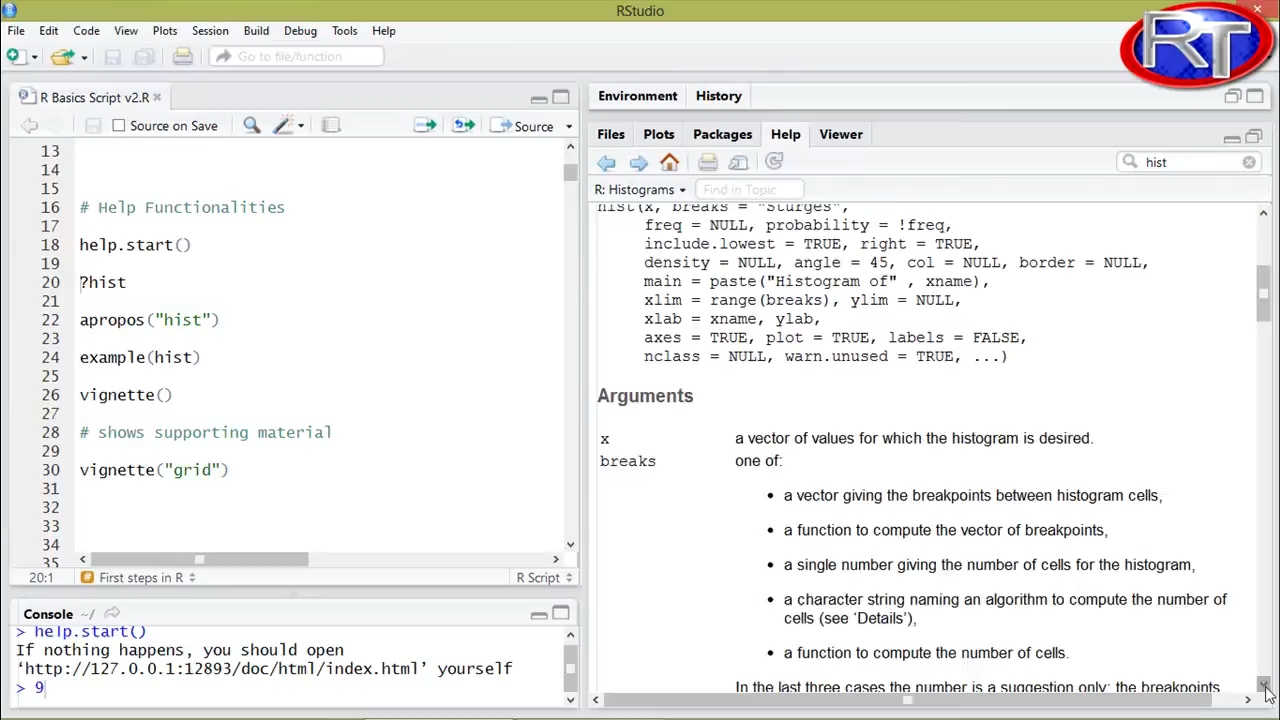 RStudio
RT
File Edit Code View Plots Session Build Debug Tools Help
Go to file/function
R Basics Script v2.R
Source on Save
Source
13
14
15
16 # Help Functionalities
17
18 help.start()
19
20 ?hist
21
22 apropos("hist")
23
24 example(hist)
25
26 vignette()
27
28 # shows supporting material
29
30 vignette("grid")
31
32
33
34
35
20:1 First steps in R R Script
Console ~/
> help.start()
If nothing happens, you should open
‘http://127.0.0.1:12893/doc/html/index.html’ yourself
> 9
Environment History
Files Plots Packages Help Viewer
hist
R: Histograms Find in Topic
hist(x, breaks = "Sturges",
freq = NULL, probability = !freq,
include.lowest = TRUE, right = TRUE,
density = NULL, angle = 45, col = NULL, border = NULL,
main = paste("Histogram of" , xname),
xlim = range(breaks), ylim = NULL,
xlab = xname, ylab,
axes = TRUE, plot = TRUE, labels = FALSE,
nclass = NULL, warn.unused = TRUE, ...)
Arguments
x a vector of values for which the histogram is desired.
breaks one of:
• a vector giving the breakpoints between histogram cells,
• a function to compute the vector of breakpoints,
• a single number giving the number of cells for the histogram,
• a character string naming an algorithm to compute the number of
cells (see ‘Details’),
• a function to compute the number of cells.
In the last three cases the number is a suggestion only; the breakpoints